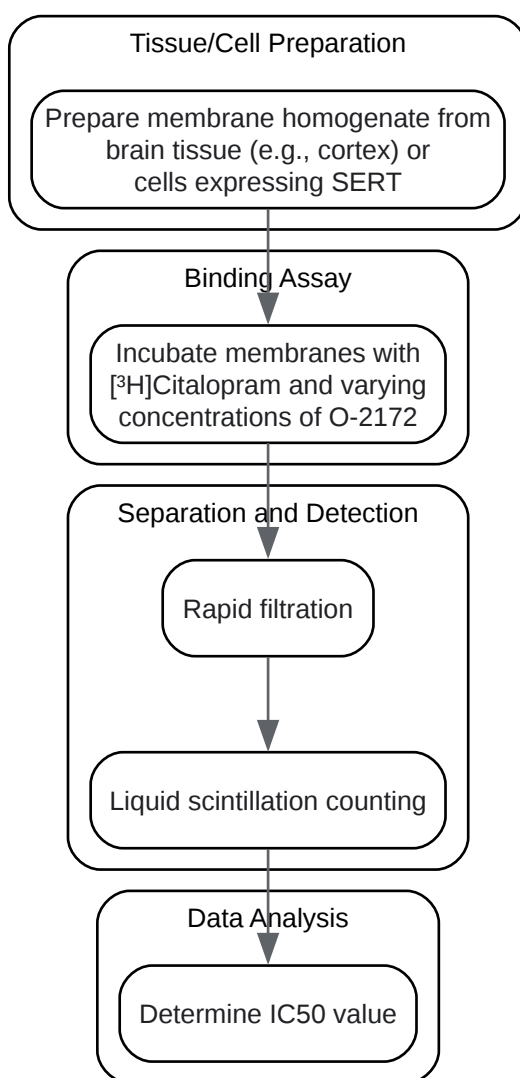 Tissue/Cell Preparation
Prepare membrane homogenate from
brain tissue (e.g., cortex) or
cells expressing SERT
Binding Assay
Incubate membranes with
[³H]Citalopram and varying
concentrations of O-2172
Separation and Detection
Rapid filtration
Liquid scintillation counting
Data Analysis
Determine IC50 value